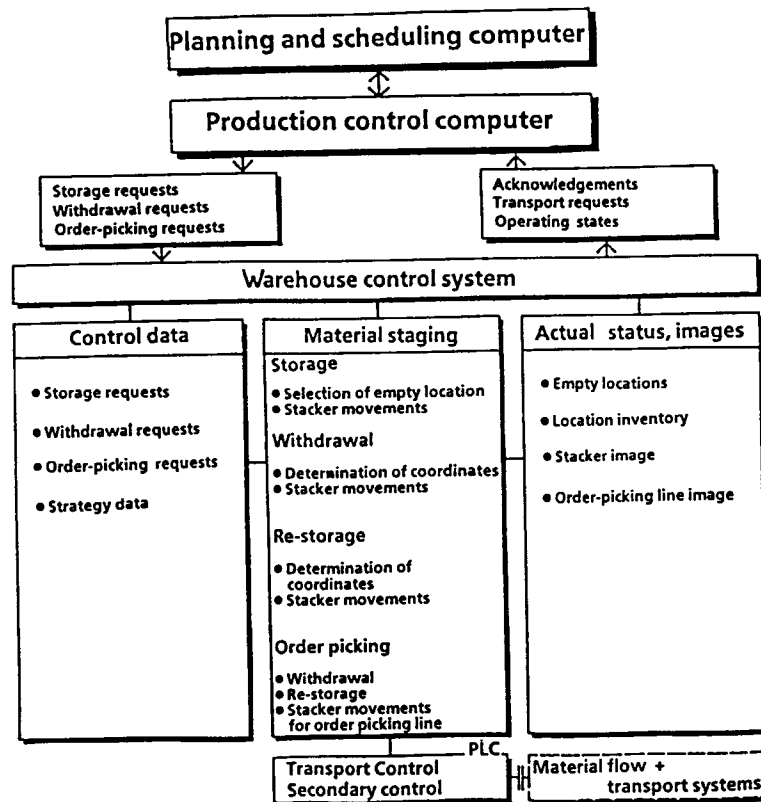 Planning and scheduling computer
Production control computer
Storage requests
Withdrawal requests
Order-picking requests
Acknowledgements
Transport requests
Operating states
Warehouse control system
Control data
• Storage requests
• Withdrawal requests
• Order-picking requests
• Strategy data
Material staging
Storage
• Selection of empty location
• Stacker movements
Withdrawal
• Determination of coordinates
• Stacker movements
Re-storage
• Determination of
coordinates
• Stacker movements
Order picking
• Withdrawal
• Re-storage
• Stacker movements
for order picking line
Actual status, images
• Empty locations
• Location inventory
• Stacker image
• Order-picking line image
PLC
Transport Control
Secondary control
Material flow +
transport systems